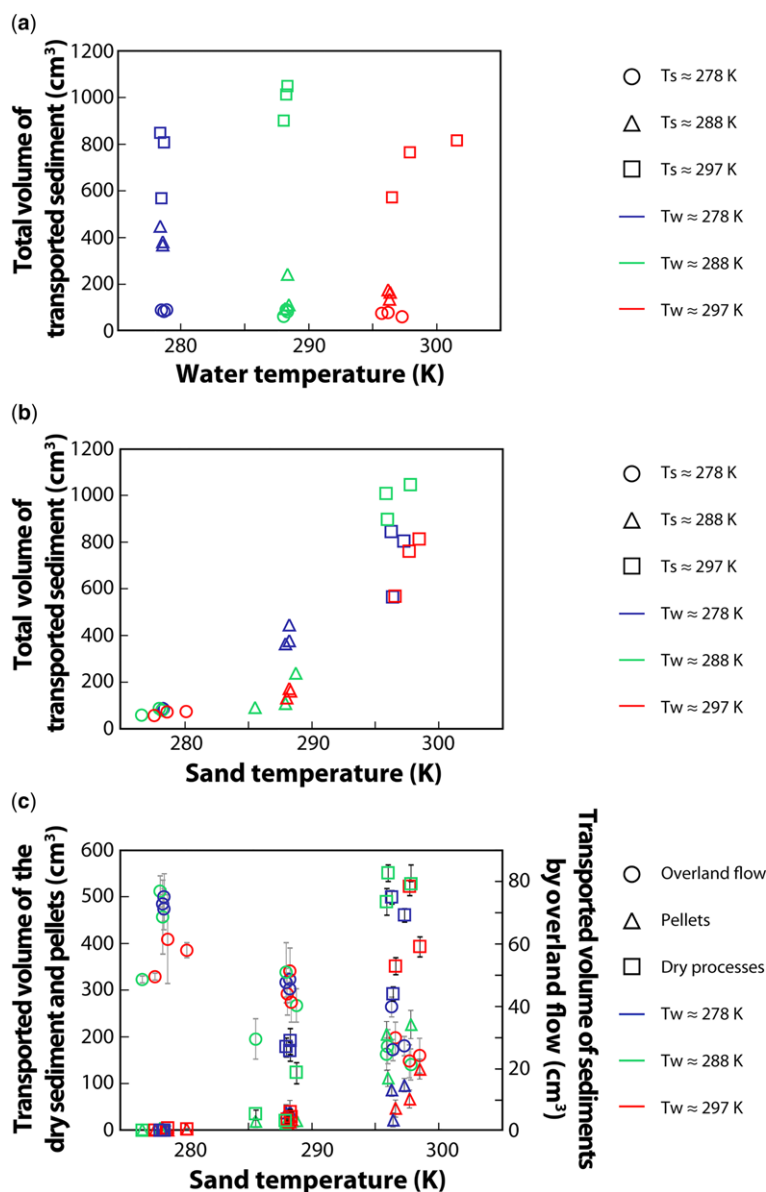 (a)
Total volume of
transported sediment (cm³)
1200
1000
800
600
400
200
0
280
290
300
Water temperature (K)
Ts ≈ 278 K
Ts ≈ 288 K
Ts ≈ 297 K
Tw ≈ 278 K
Tw ≈ 288 K
Tw ≈ 297 K
(b)
Total volume of
transported sediment (cm³)
1200
1000
800
600
400
200
0
280
290
300
Sand temperature (K)
Ts ≈ 278 K
Ts ≈ 288 K
Ts ≈ 297 K
Tw ≈ 278 K
Tw ≈ 288 K
Tw ≈ 297 K
(c)
Transported volume of the
dry sediment and pellets (cm³)
600
500
400
300
200
100
0
280
290
300
Sand temperature (K)
80
60
40
20
0
Transported volume of sediments
by overland flow (cm³)
Overland flow
Pellets
Dry processes
Tw ≈ 278 K
Tw ≈ 288 K
Tw ≈ 297 K